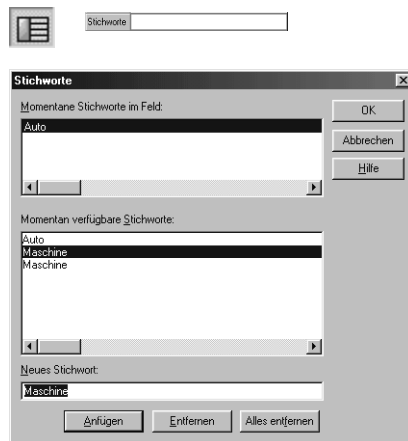 Stichworte
Stichworte
Momentane Stichworte im Feld:
OK
Auto
Abbrechen
Hilfe
Momentan verfügbare Stichworte:
Auto
Maschine
Maschine
Neues Stichwort:
Maschine
Anfügen Entfernen Alles entfernen